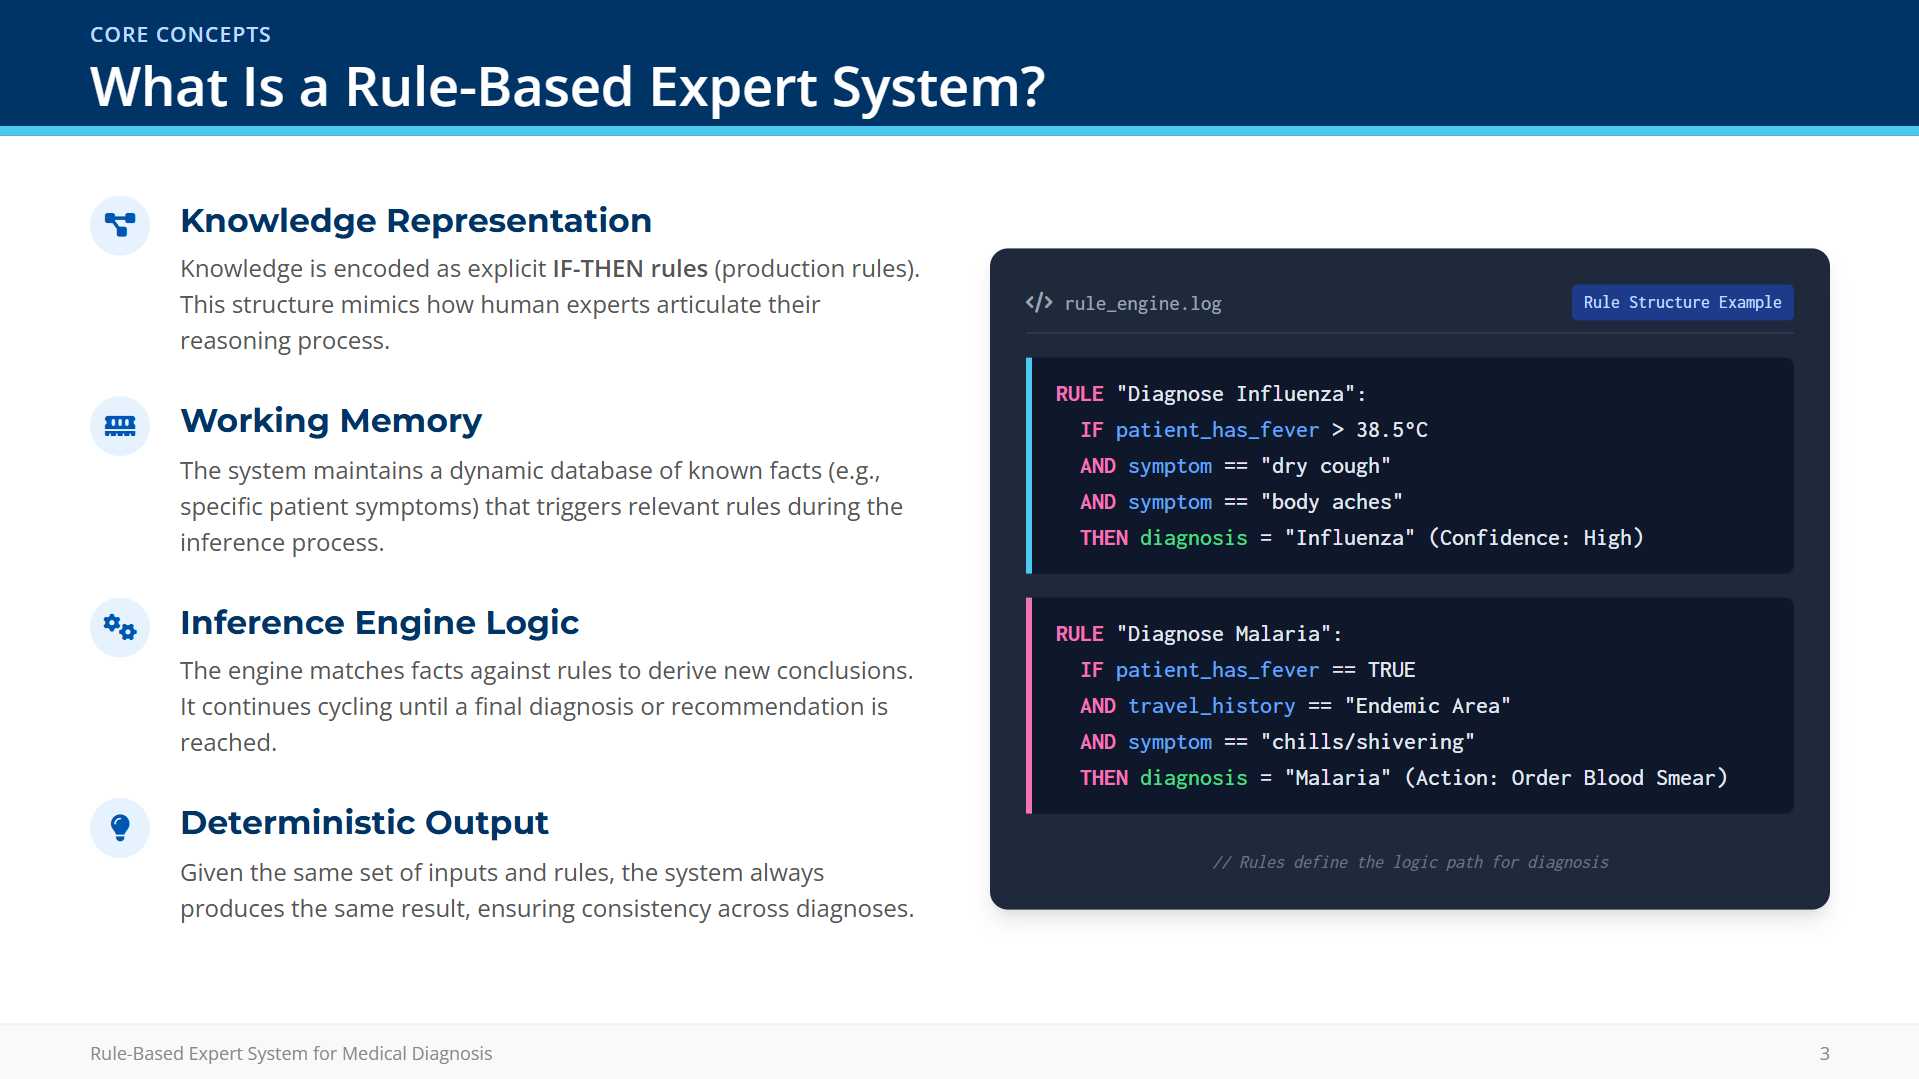 CORE CONCEPTS
What Is a Rule-Based Expert System?
Knowledge Representation
Knowledge is encoded as explicit IF-THEN rules (production rules).
This structure mimics how human experts articulate their
reasoning process.
Working Memory
The system maintains a dynamic database of known facts (e.g.,
specific patient symptoms) that triggers relevant rules during the
inference process.
Inference Engine Logic
The engine matches facts against rules to derive new conclusions.
It continues cycling until a final diagnosis or recommendation is
reached.
Deterministic Output
Given the same set of inputs and rules, the system always
produces the same result, ensuring consistency across diagnoses.
</> rule_engine.log
Rule Structure Example
RULE "Diagnose Influenza":
IF patient_has_fever > 38.5°C
AND symptom == "dry cough"
AND symptom == "body aches"
THEN diagnosis = "Influenza" (Confidence: High)
RULE "Diagnose Malaria":
IF patient_has_fever == TRUE
AND travel_history == "Endemic Area"
AND symptom == "chills/shivering"
THEN diagnosis = "Malaria" (Action: Order Blood Smear)
// Rules define the logic path for diagnosis
Rule-Based Expert System for Medical Diagnosis
3